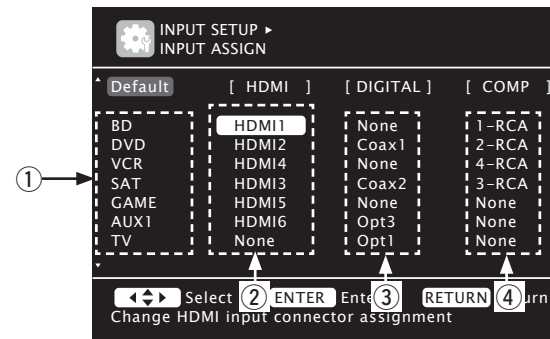 INPUT SETUP ▸
INPUT ASSIGN
Default [ HDMI ] [ DIGITAL ] [ COMP ]
BD HDMI1 None 1-RCA
DVD HDMI2 Coax1 2-RCA
① VCR HDMI4 None 4-RCA
SAT HDMI3 Coax2 3-RCA
GAME HDMI5 None None
AUX1 HDMI6 Opt3 None
TV None Opt1 None
Select ② ENTER ③ RETURN ④
Change HDMI input connector assignment